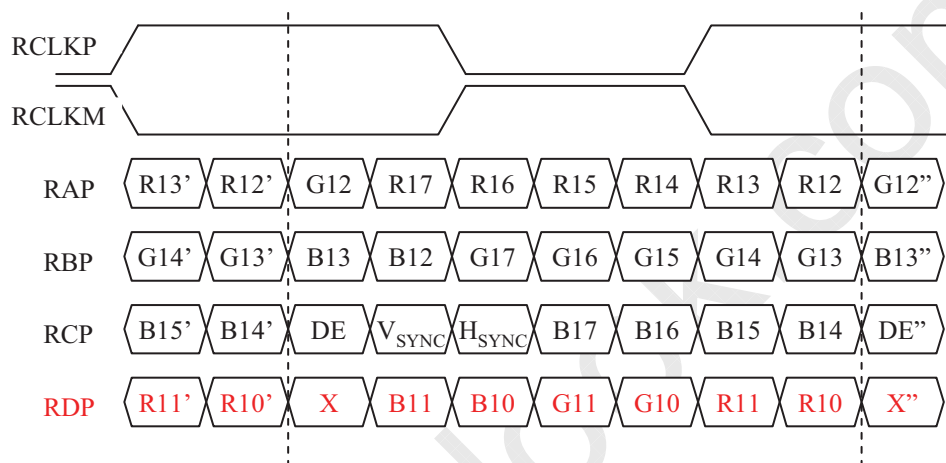 RCLKP
RCLKM
RAP R13’ R12’ G12 R17 R16 R15 R14 R13 R12 G12”
RBP G14’ G13’ B13 B12 G17 G16 G15 G14 G13 B13”
RCP B15’ B14’ DE VSYNC HSYNC B17 B16 B15 B14 DE”
RDP R11’ R10’ X B11 B10 G11 G10 R11 R10 X”